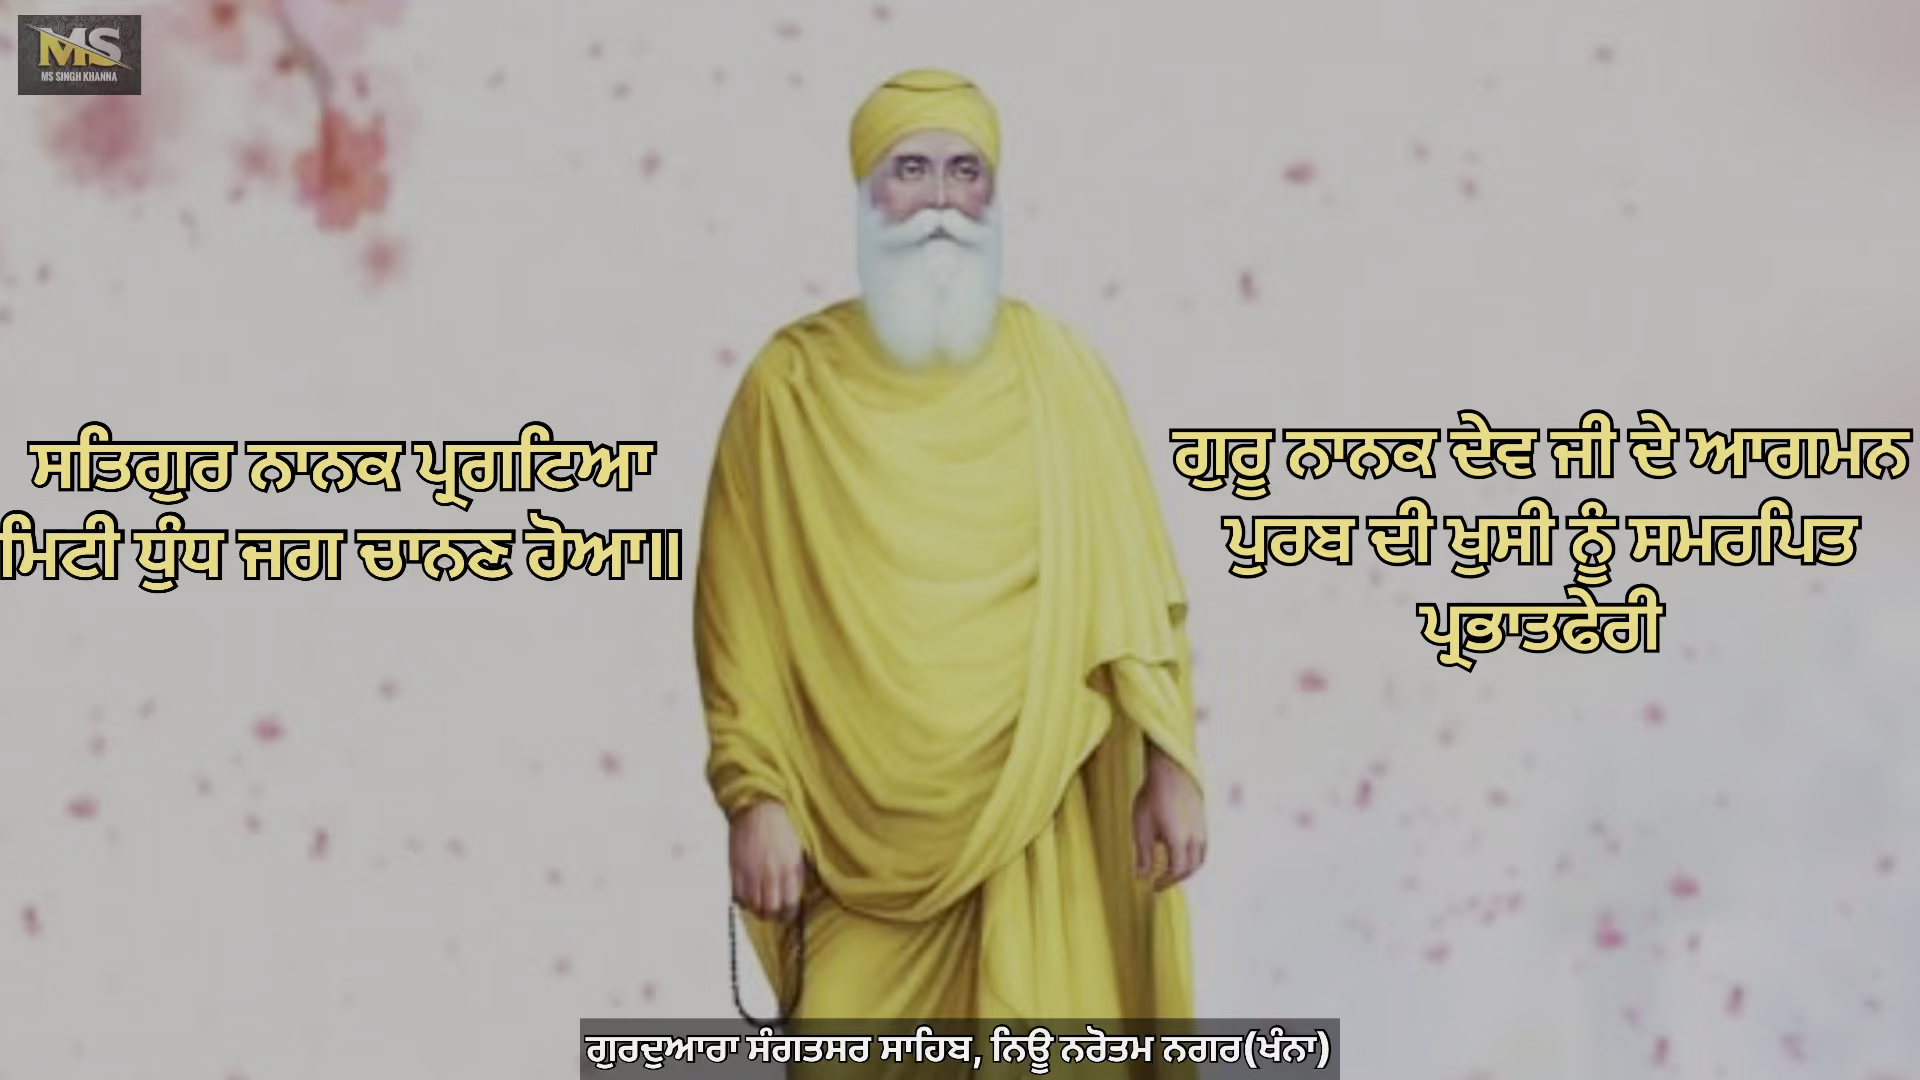 MS
MS SINGH KHANNA
ਸਤਿਗੁਰ ਨਾਨਕ ਪ੍ਰਗਟਿਆ
ਮਿਟੀ ਧੁੰਧ ਜਗ ਚਾਨਣ ਹੋਆ॥
ਗੁਰੂ ਨਾਨਕ ਦੇਵ ਜੀ ਦੇ ਆਗਮਨ
ਪੁਰਬ ਦੀ ਖੁਸੀ ਨੂੰ ਸਮਰਪਿਤ
ਪ੍ਰਭਾਤਫੇਰੀ
ਗੁਰਦੁਆਰਾ ਸੰਗਤਸਰ ਸਾਹਿਬ, ਨਿਊ ਨਰੋਤਮ ਨਗਰ(ਖੰਨਾ)